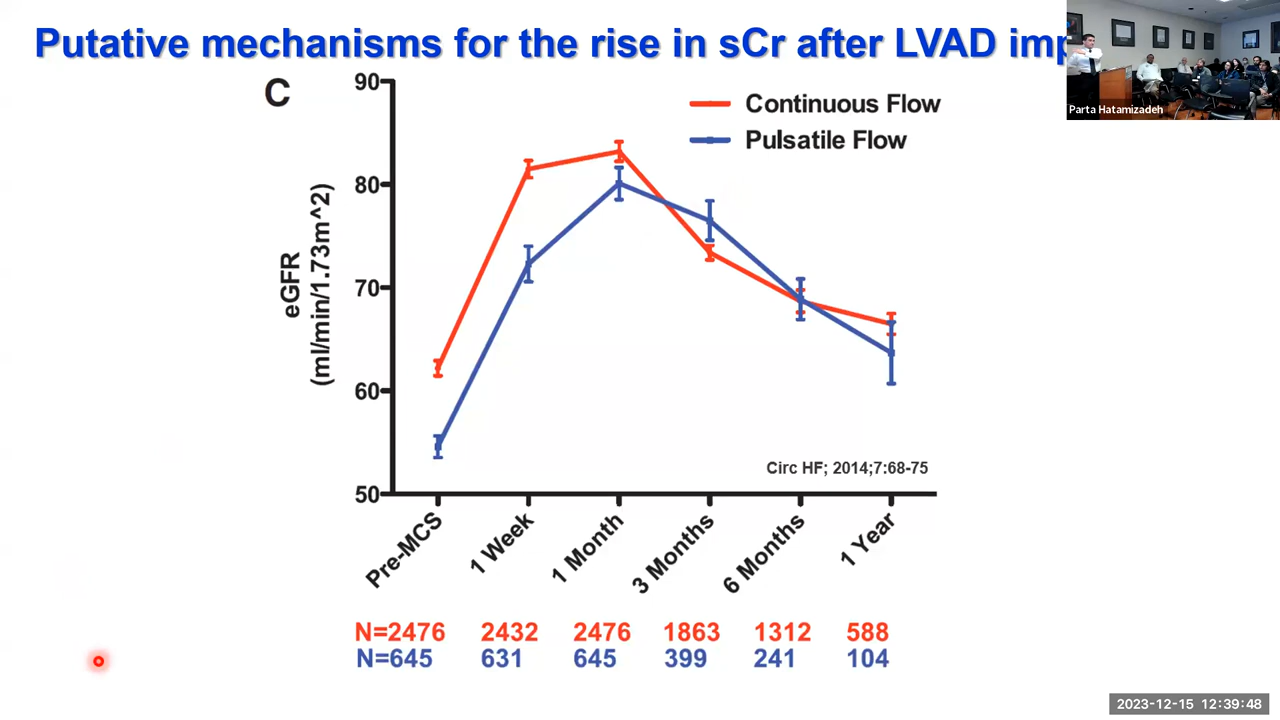 Putative mechanisms for the rise in sCr after LVAD imp
Parta Hatamizadeh
C
Continuous Flow
Pulsatile Flow
90
80
70
60
50
eGFR
(ml/min/1.73m^2)
Circ HF; 2014;7:68-75
Pre-MCS
1 Week
1 Month
3 Months
6 Months
1 Year
N=2476 2432 2476 1863 1312 588
N=645 631 645 399 241 104
2023-12-15 12:39:48